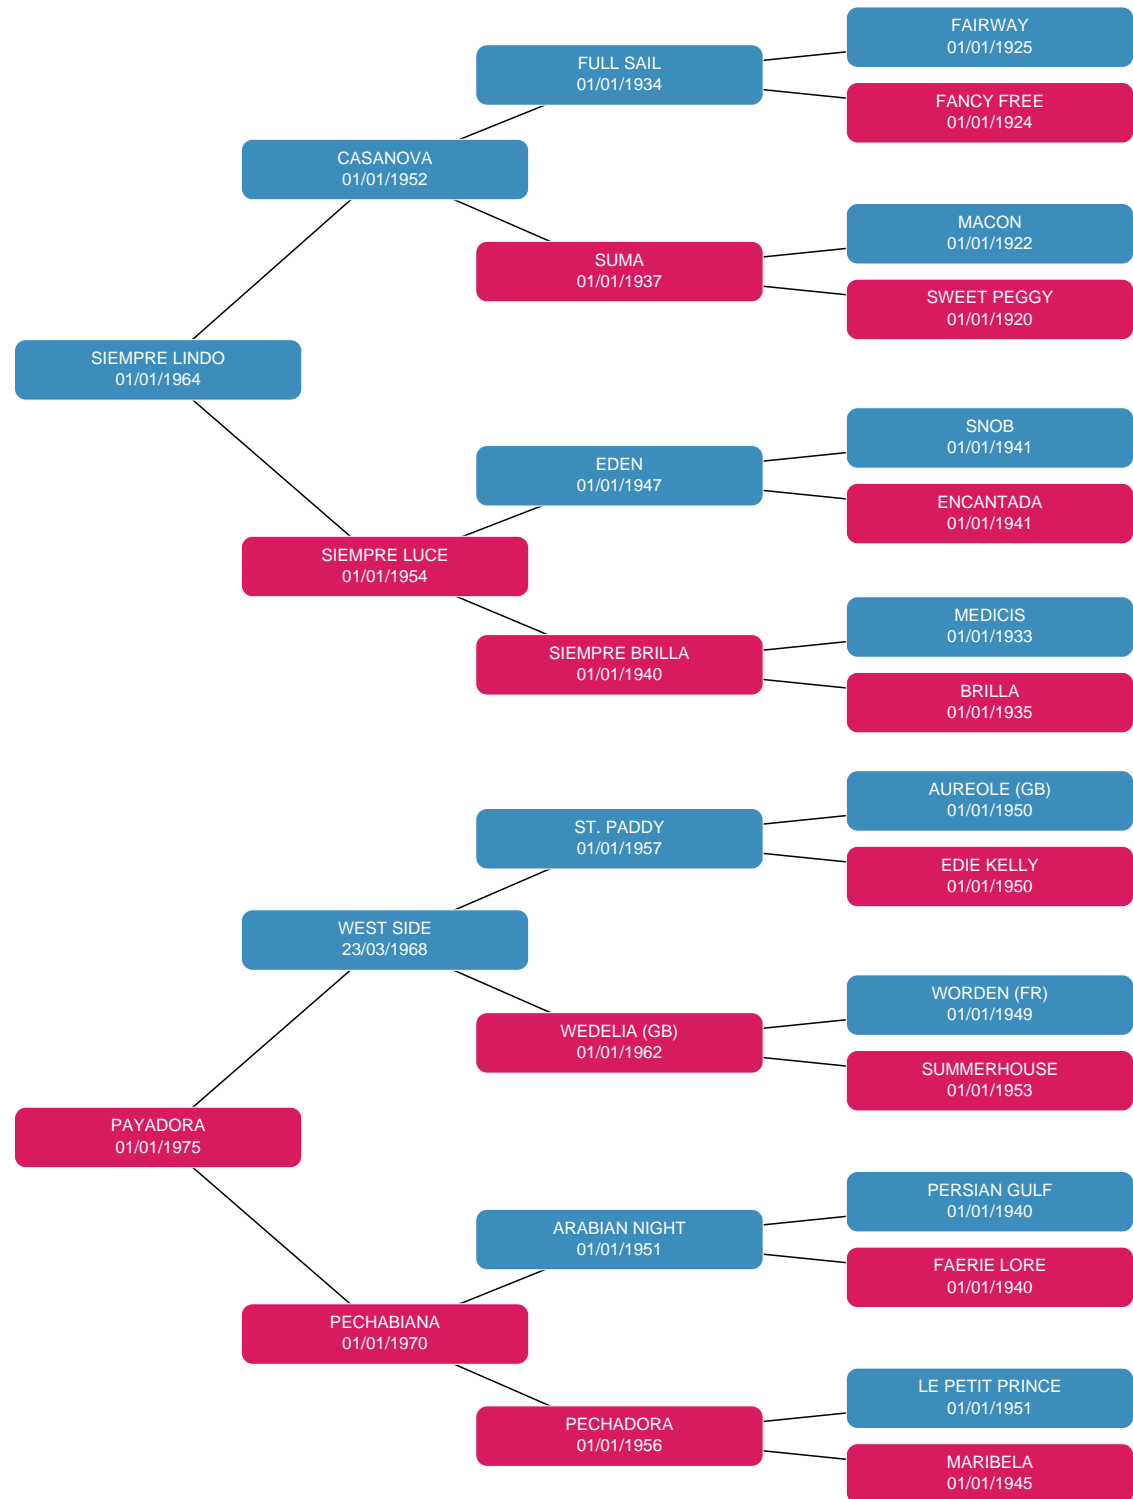 FAIRWAY
01/01/1925
FULL SAIL
01/01/1934
FANCY FREE
01/01/1924
CASANOVA
01/01/1952
MACON
01/01/1922
SUMA
01/01/1937
SWEET PEGGY
01/01/1920
SIEMPRE LINDO
01/01/1964
SNOB
01/01/1941
EDEN
01/01/1947
ENCANTADA
01/01/1941
SIEMPRE LUCE
01/01/1954
MEDICIS
01/01/1933
SIEMPRE BRILLA
01/01/1940
BRILLA
01/01/1935
AUREOLE (GB)
01/01/1950
ST. PADDY
01/01/1957
EDIE KELLY
01/01/1950
WEST SIDE
23/03/1968
WORDEN (FR)
01/01/1949
WEDELIA (GB)
01/01/1962
SUMMERHOUSE
01/01/1953
PAYADORA
01/01/1975
PERSIAN GULF
01/01/1940
ARABIAN NIGHT
01/01/1951
FAERIE LORE
01/01/1940
PECHABIANA
01/01/1970
LE PETIT PRINCE
01/01/1951
PECHADORA
01/01/1956
MARIBELA
01/01/1945